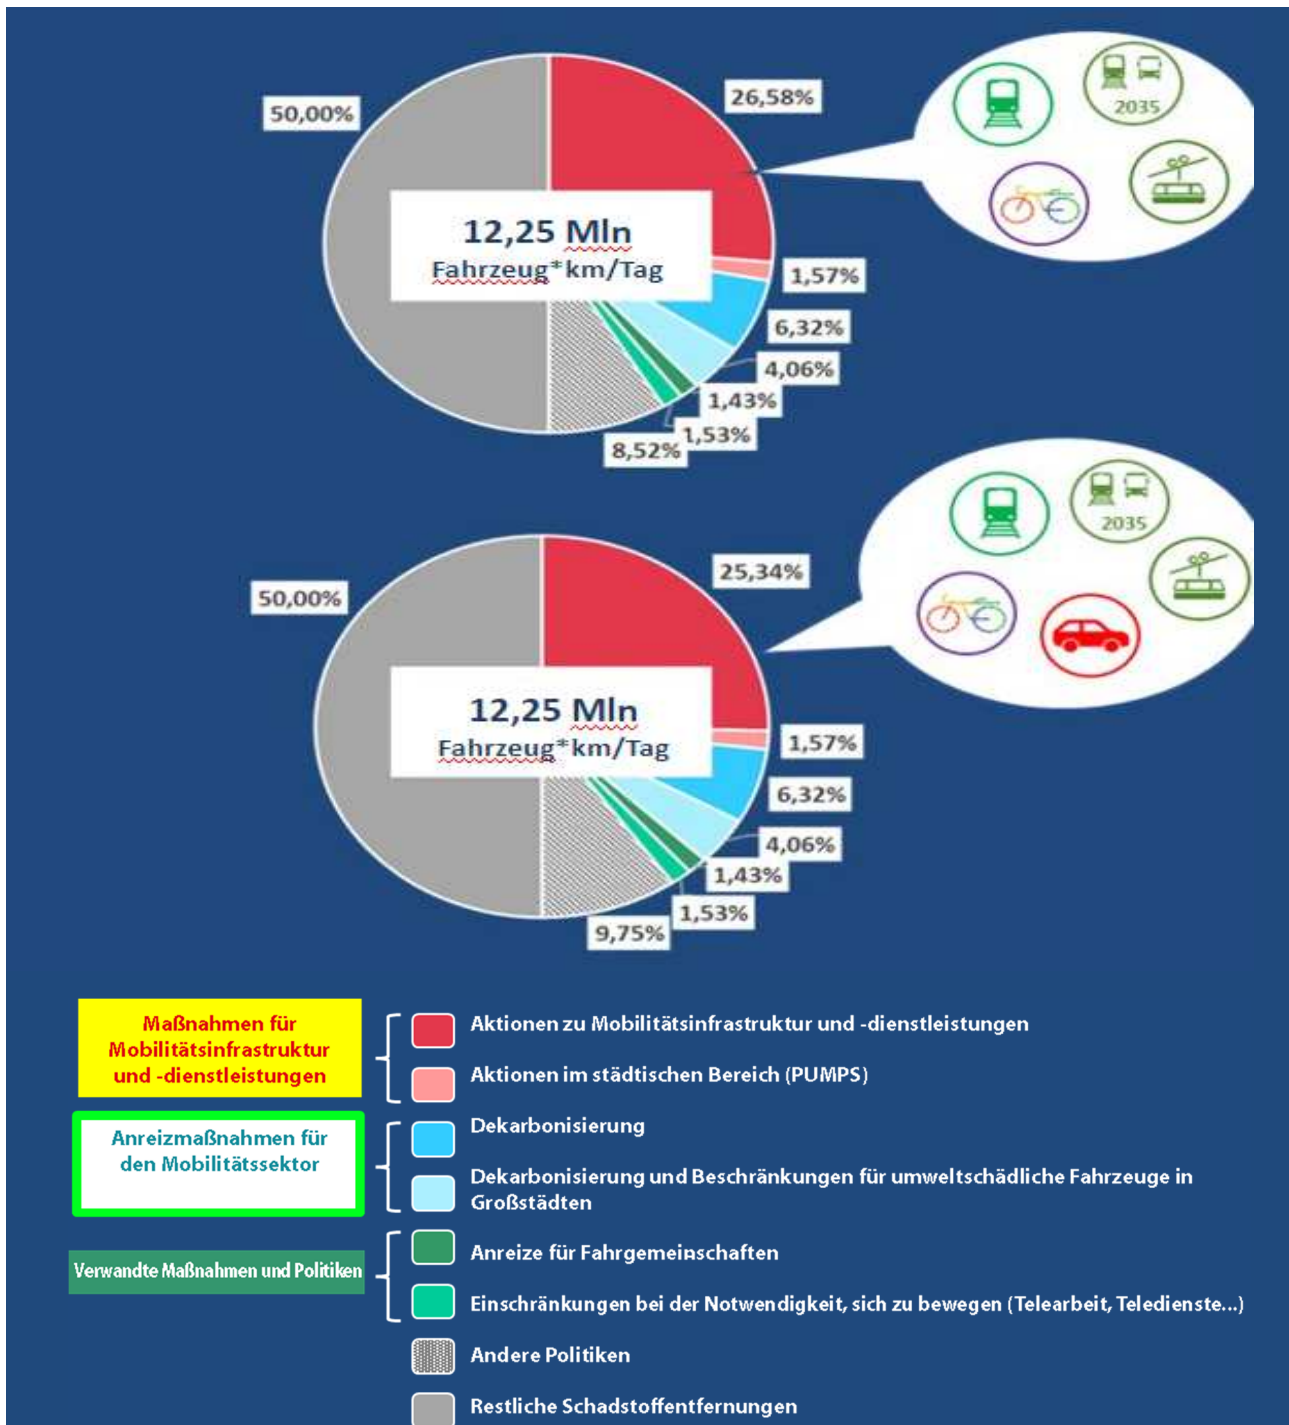 50,00%
26,58%
2035
12,25 Mln
Fahrzeug*km/Tag
1,57%
6,32%
4,06%
1,43%
1,53%
8,52%
2035
50,00%
25,34%
12,25 Mln
Fahrzeug*km/Tag
1,57%
6,32%
4,06%
1,43%
1,53%
9,75%
Maßnahmen für
Mobilitätsinfrastruktur
und -dienstleistungen
Aktionen zu Mobilitätsinfrastruktur und -dienstleistungen
Aktionen im städtischen Bereich (PUMPS)
Anreizmaßnahmen für
den Mobilitätssektor
Dekarbonisierung
Dekarbonisierung und Beschränkungen für umweltschädliche Fahrzeuge in
Großstädten
Verwandte Maßnahmen und Politiken
Anreize für Fahrgemeinschaften
Einschränkungen bei der Notwendigkeit, sich zu bewegen (Telearbeit, Teledienste...)
Andere Politiken
Restliche Schadstoffentfernungen